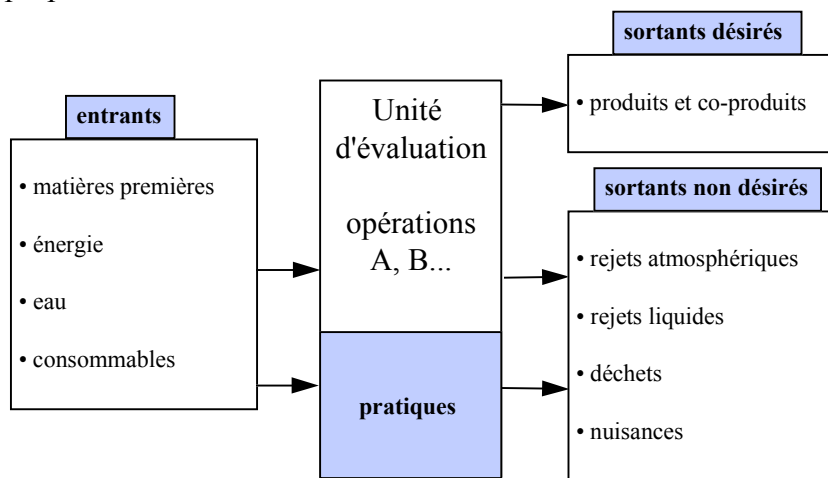 entrants
• matières premières
• énergie
• eau
• consommables
Unité
d'évaluation
opérations
A, B...
pratiques
sortants désirés
• produits et co-produits
sortants non désirés
• rejets atmosphériques
• rejets liquides
• déchets
• nuisances